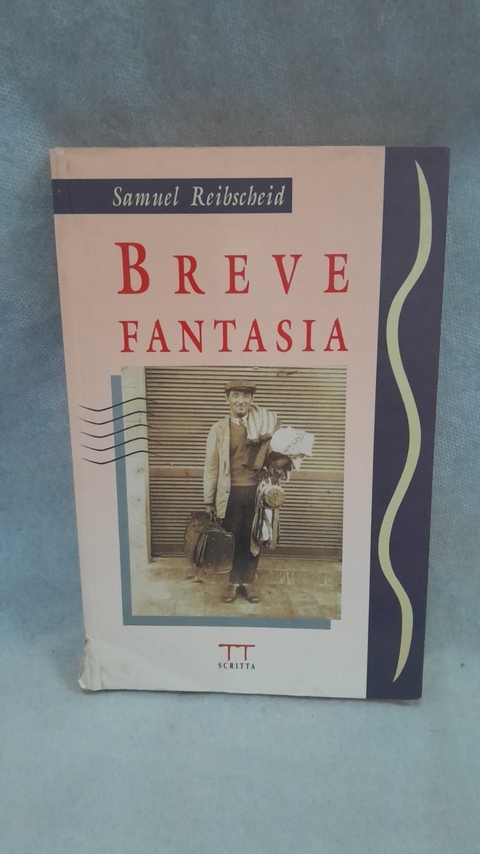 Samuel Reibscheid
BREVE
FANTASIA
SCRITTA